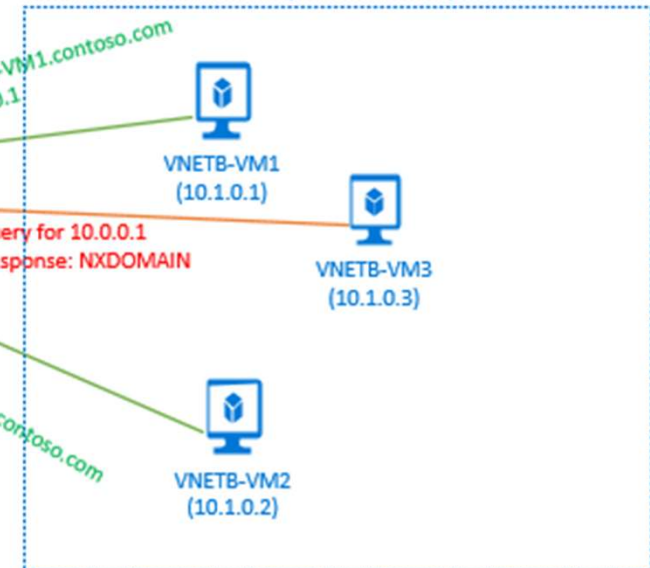 -VM1.contoso.com
0.1
VNETB-VM1
(10.1.0.1)
ery for 10.0.0.1
sponse: NXDOMAIN
VNETB-VM3
(10.1.0.3)
contoso.com
VNETB-VM2
(10.1.0.2)